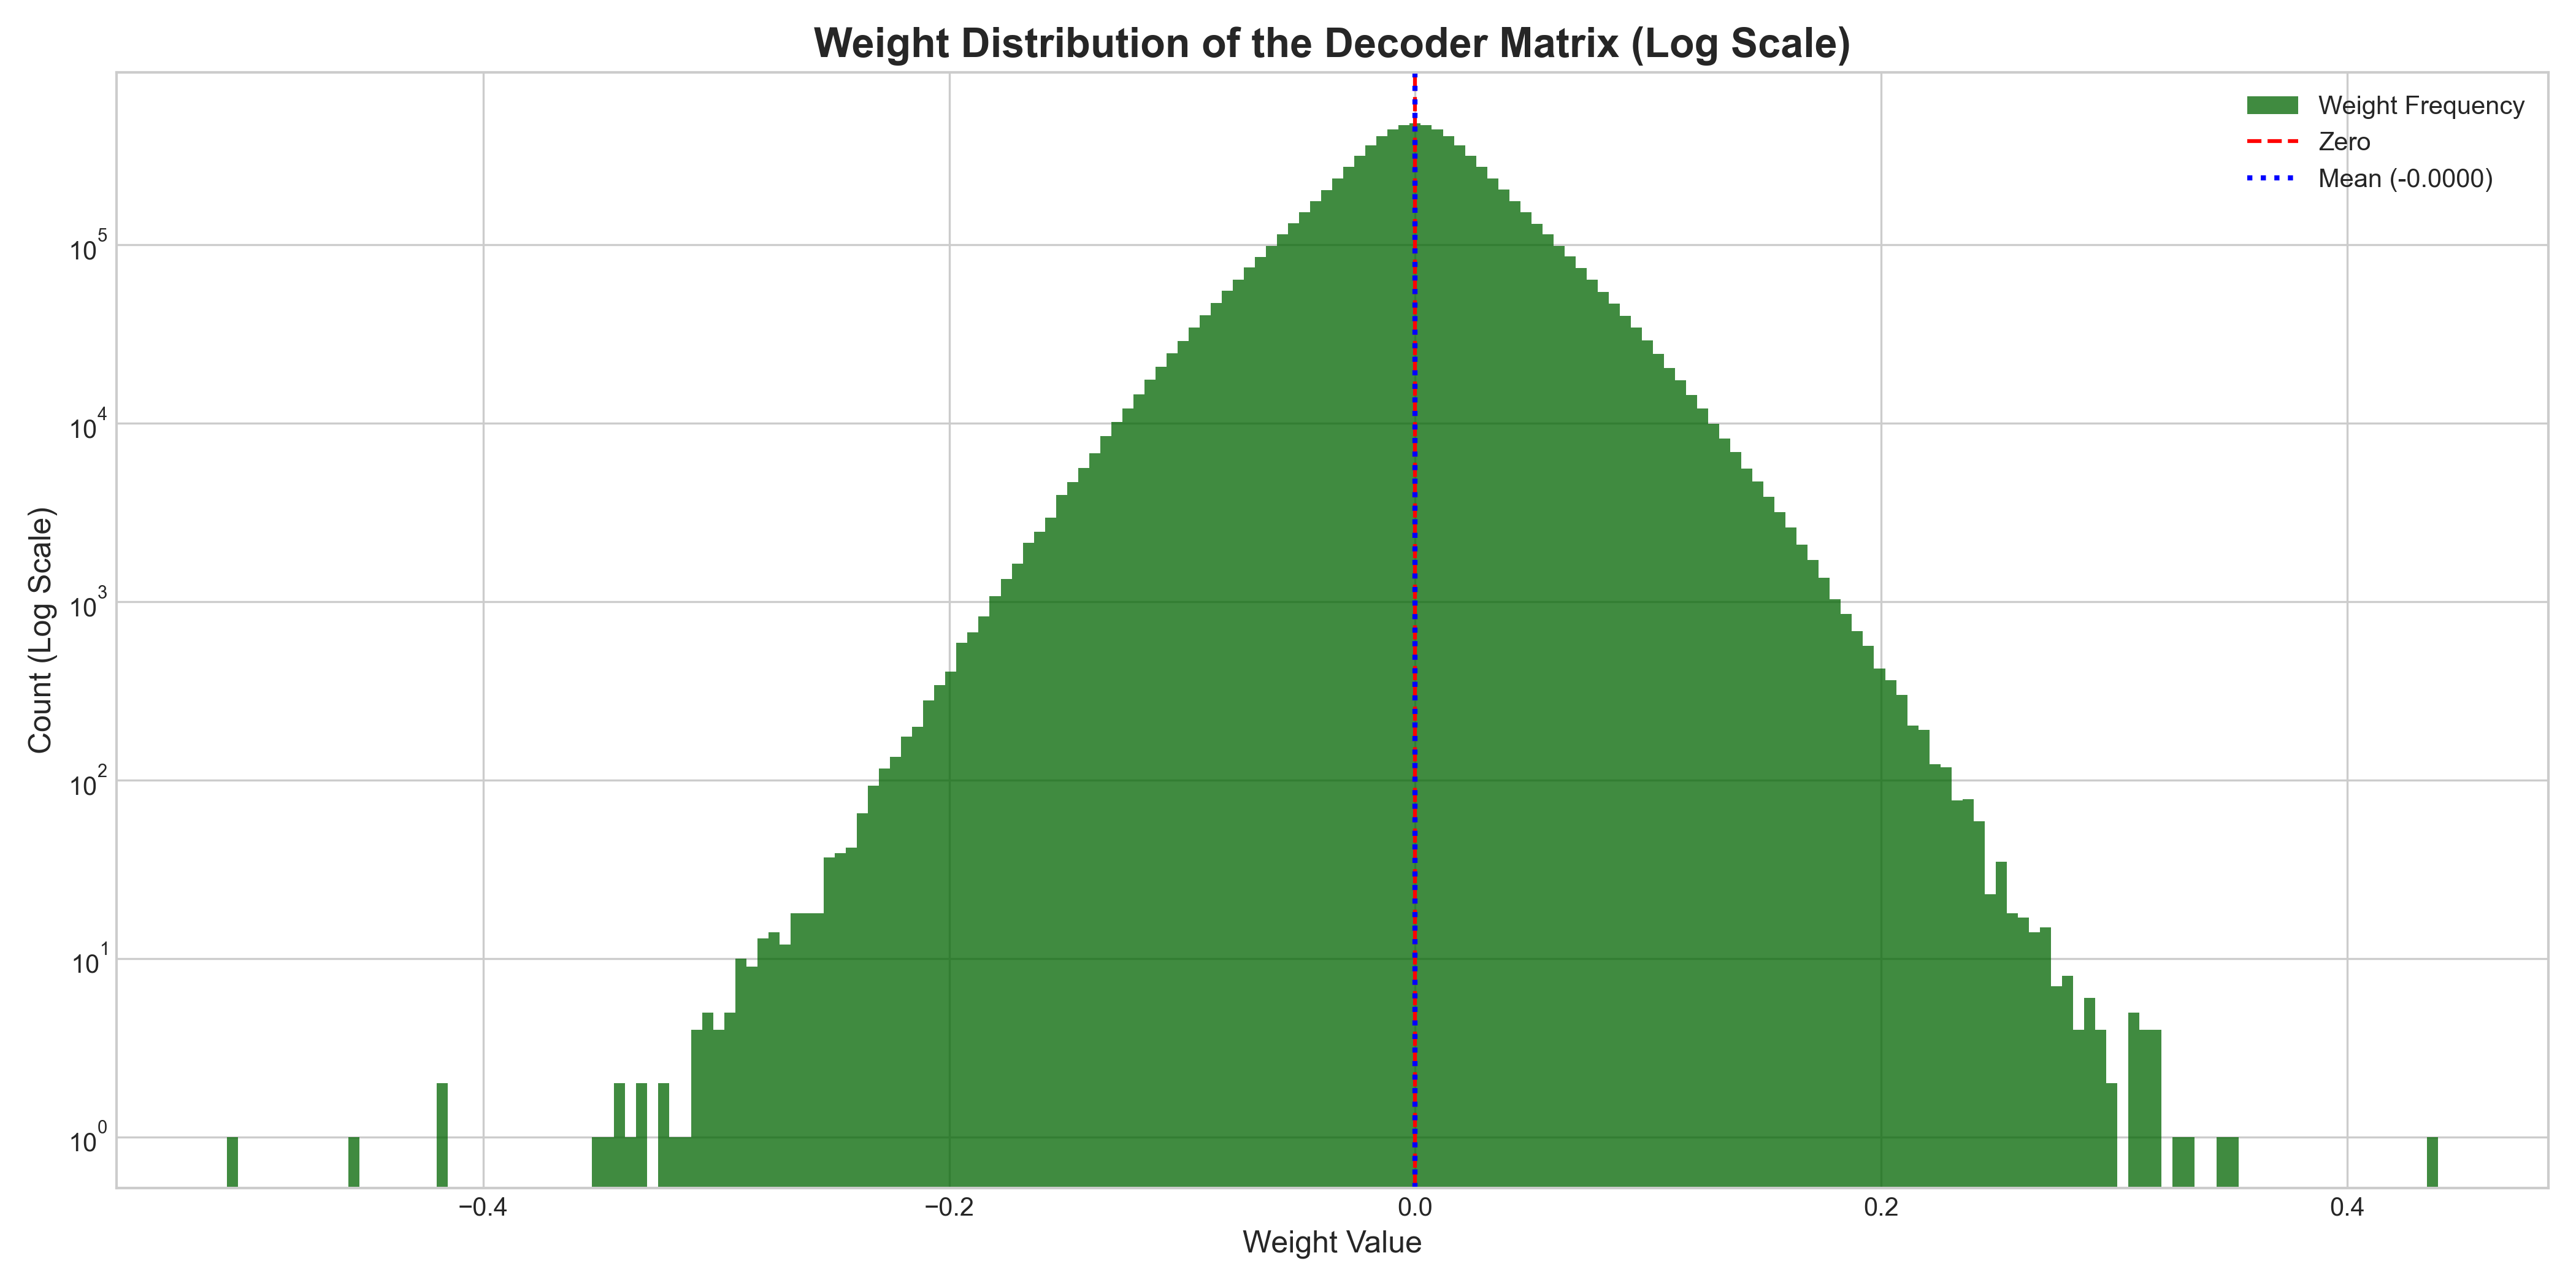 Weight Distribution of the Decoder Matrix (Log Scale)
Weight Frequency
Zero
Mean (-0.0000)
Count (Log Scale)
10^5
10^4
10^3
10^2
10^1
10^0
−0.4
−0.2
0.0
0.2
0.4
Weight Value